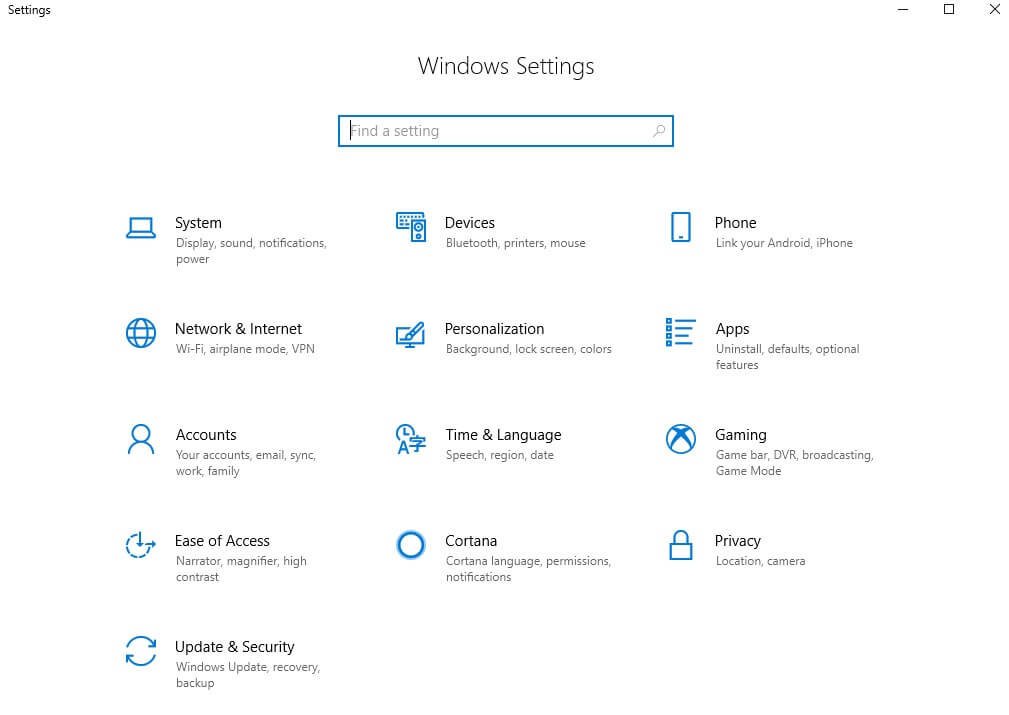 Settings
Windows Settings
Find a setting
System
Display, sound, notifications,
power
Devices
Bluetooth, printers, mouse
Phone
Link your Android, iPhone
Network & Internet
Wi-Fi, airplane mode, VPN
Personalization
Background, lock screen, colors
Apps
Uninstall, defaults, optional
features
Accounts
Your accounts, email, sync,
work, family
Time & Language
Speech, region, date
Gaming
Game bar, DVR, broadcasting,
Game Mode
Ease of Access
Narrator, magnifier, high
contrast
Cortana
Cortana language, permissions,
notifications
Privacy
Location, camera
Update & Security
Windows Update, recovery,
backup